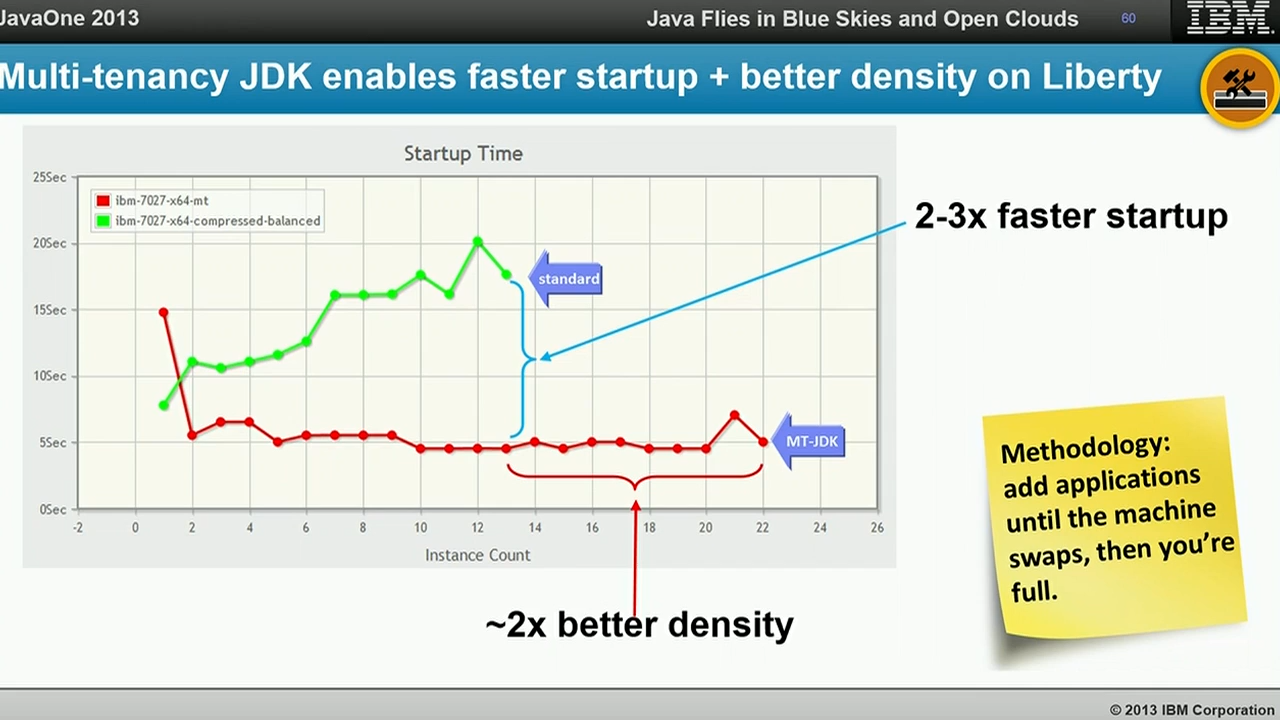 JavaOne 2013
Java Flies in Blue Skies and Open Clouds
60
IBM
Multi-tenancy JDK enables faster startup + better density on Liberty
Startup Time
25Sec
20Sec
15Sec
10Sec
5Sec
0Sec
ibm-7027-x64-mt
ibm-7027-x64-compressed-balanced
standard
2-3x faster startup
MT-JDK
-2 0 2 4 6 8 10 12 14 16 18 20 22 24 26
Instance Count
~2x better density
Methodology:
add applications
until the machine
swaps, then you're
full.
© 2013 IBM Corporation